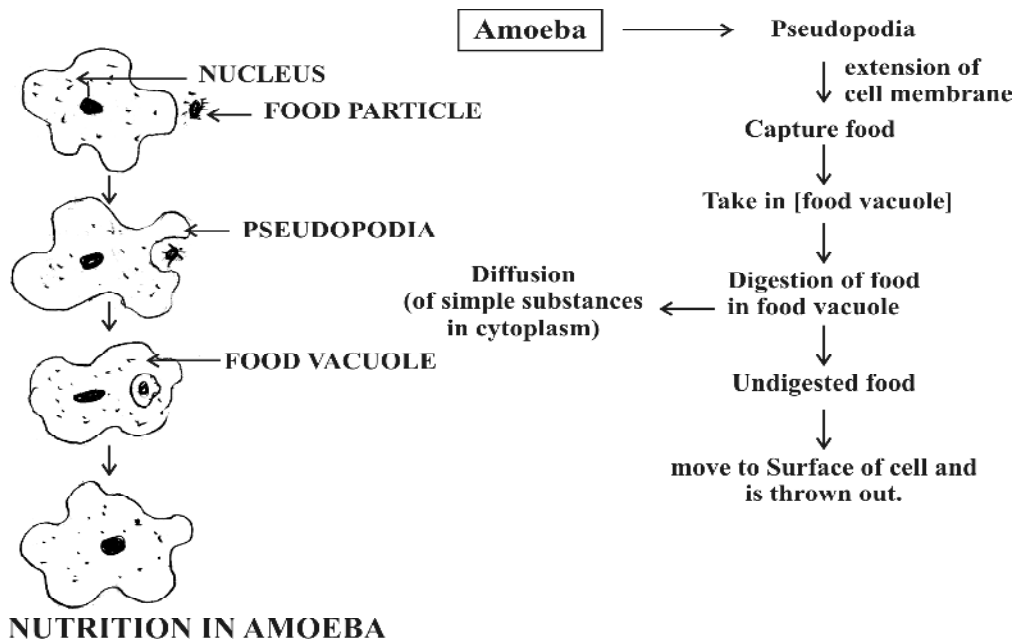 NUCLEUS
FOOD PARTICLE
PSEUDOPODIA
FOOD VACUOLE
NUTRITION IN AMOEBA
Amoeba
Pseudopodia
extension of
cell membrane
Capture food
Take in [food vacuole]
Digestion of food
in food vacuole
Diffusion
(of simple substances
in cytoplasm)
Undigested food
move to Surface of cell and
is thrown out.